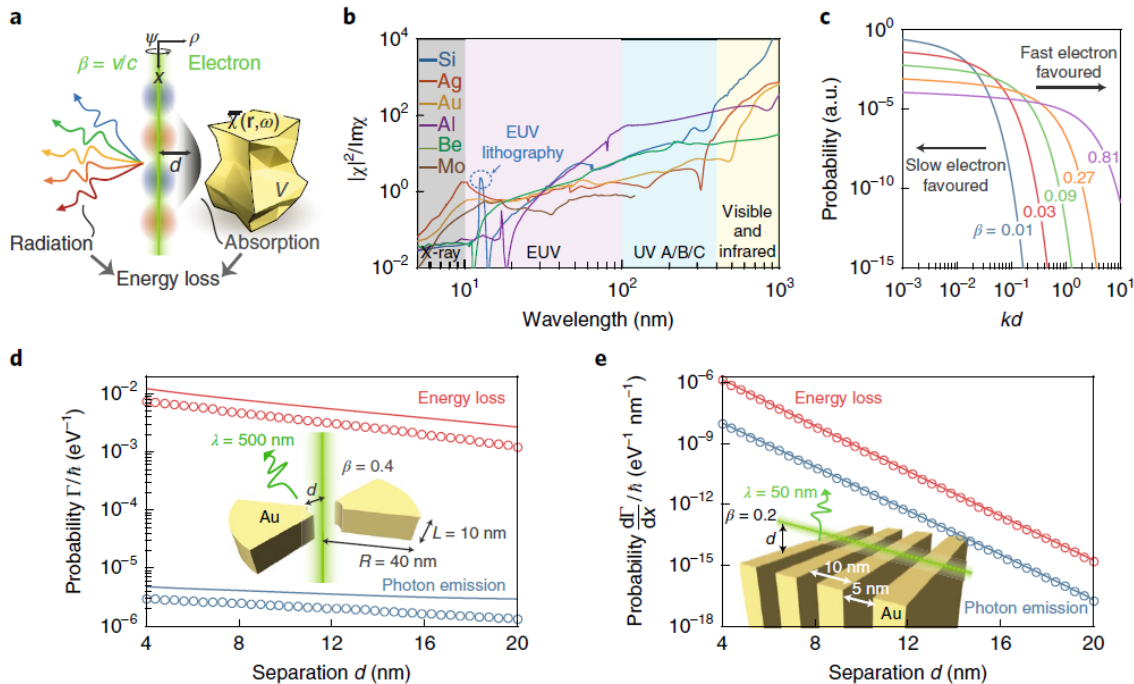 a
ψ
ρ
β = v/c
x
Electron
χ̿(r,ω)
d
V
Radiation
Absorption
Energy loss
b
|χ|²/Imχ
10⁴
10²
10⁰
10⁻²
Si
Ag
Au
Al
Be
Mo
EUV
lithography
X-ray
EUV
UV A/B/C
Visible
and
infrared
10¹
10²
10³
Wavelength (nm)
c
Probability (a.u.)
10⁰
10⁻⁵
10⁻¹⁰
10⁻¹⁵
Fast electron
favoured
Slow electron
favoured
0.81
0.27
0.09
0.03
β = 0.01
10⁻³
10⁻²
10⁻¹
10⁰
10¹
kd
d
Probability Γ/ħ (eV⁻¹)
10⁻²
10⁻³
10⁻⁴
10⁻⁵
10⁻⁶
Energy loss
λ = 500 nm
β = 0.4
d
Au
L = 10 nm
R = 40 nm
Photon emission
4
8
12
16
20
Separation d (nm)
e
Probability dΓ/dx /ħ (eV⁻¹ nm⁻¹)
10⁻⁶
10⁻⁹
10⁻¹²
10⁻¹⁵
10⁻¹⁸
Energy loss
λ = 50 nm
β = 0.2
d
10 nm
5 nm
Au
Photon emission
4
8
12
16
20
Separation d (nm)